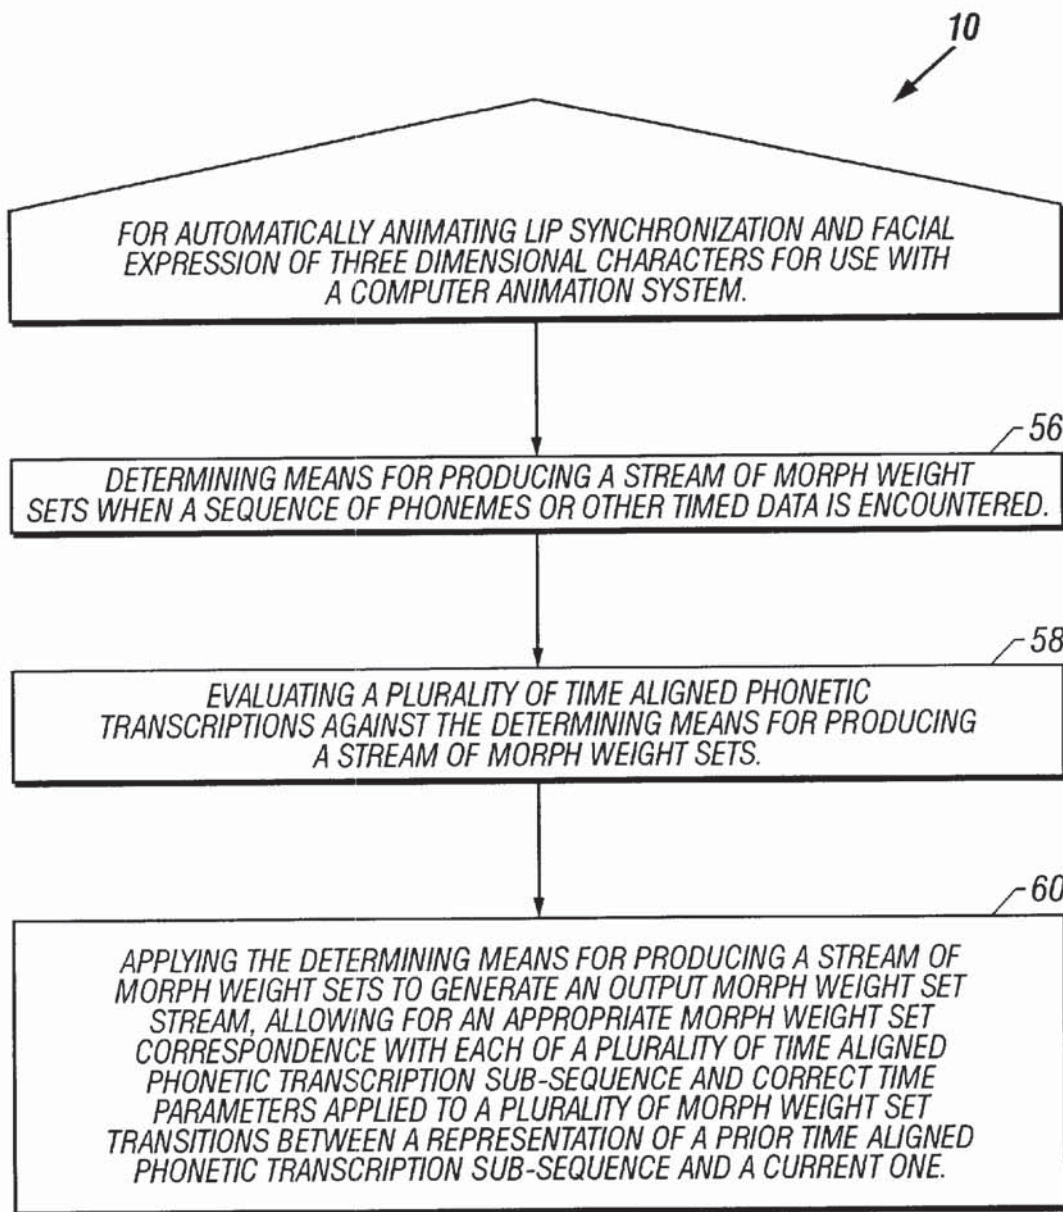 10
FOR AUTOMATICALLY ANIMATING LIP SYNCHRONIZATION AND FACIAL
EXPRESSION OF THREE DIMENSIONAL CHARACTERS FOR USE WITH
A COMPUTER ANIMATION SYSTEM.
56
DETERMINING MEANS FOR PRODUCING A STREAM OF MORPH WEIGHT
SETS WHEN A SEQUENCE OF PHONEMES OR OTHER TIMED DATA IS ENCOUNTERED.
58
EVALUATING A PLURALITY OF TIME ALIGNED PHONETIC
TRANSCRIPTIONS AGAINST THE DETERMINING MEANS FOR PRODUCING
A STREAM OF MORPH WEIGHT SETS.
60
APPLYING THE DETERMINING MEANS FOR PRODUCING A STREAM OF
MORPH WEIGHT SETS TO GENERATE AN OUTPUT MORPH WEIGHT SET
STREAM, ALLOWING FOR AN APPROPRIATE MORPH WEIGHT SET
CORRESPONDENCE WITH EACH OF A PLURALITY OF TIME ALIGNED
PHONETIC TRANSCRIPTION SUB-SEQUENCE AND CORRECT TIME
PARAMETERS APPLIED TO A PLURALITY OF MORPH WEIGHT SET
TRANSITIONS BETWEEN A REPRESENTATION OF A PRIOR TIME ALIGNED
PHONETIC TRANSCRIPTION SUB-SEQUENCE AND A CURRENT ONE.